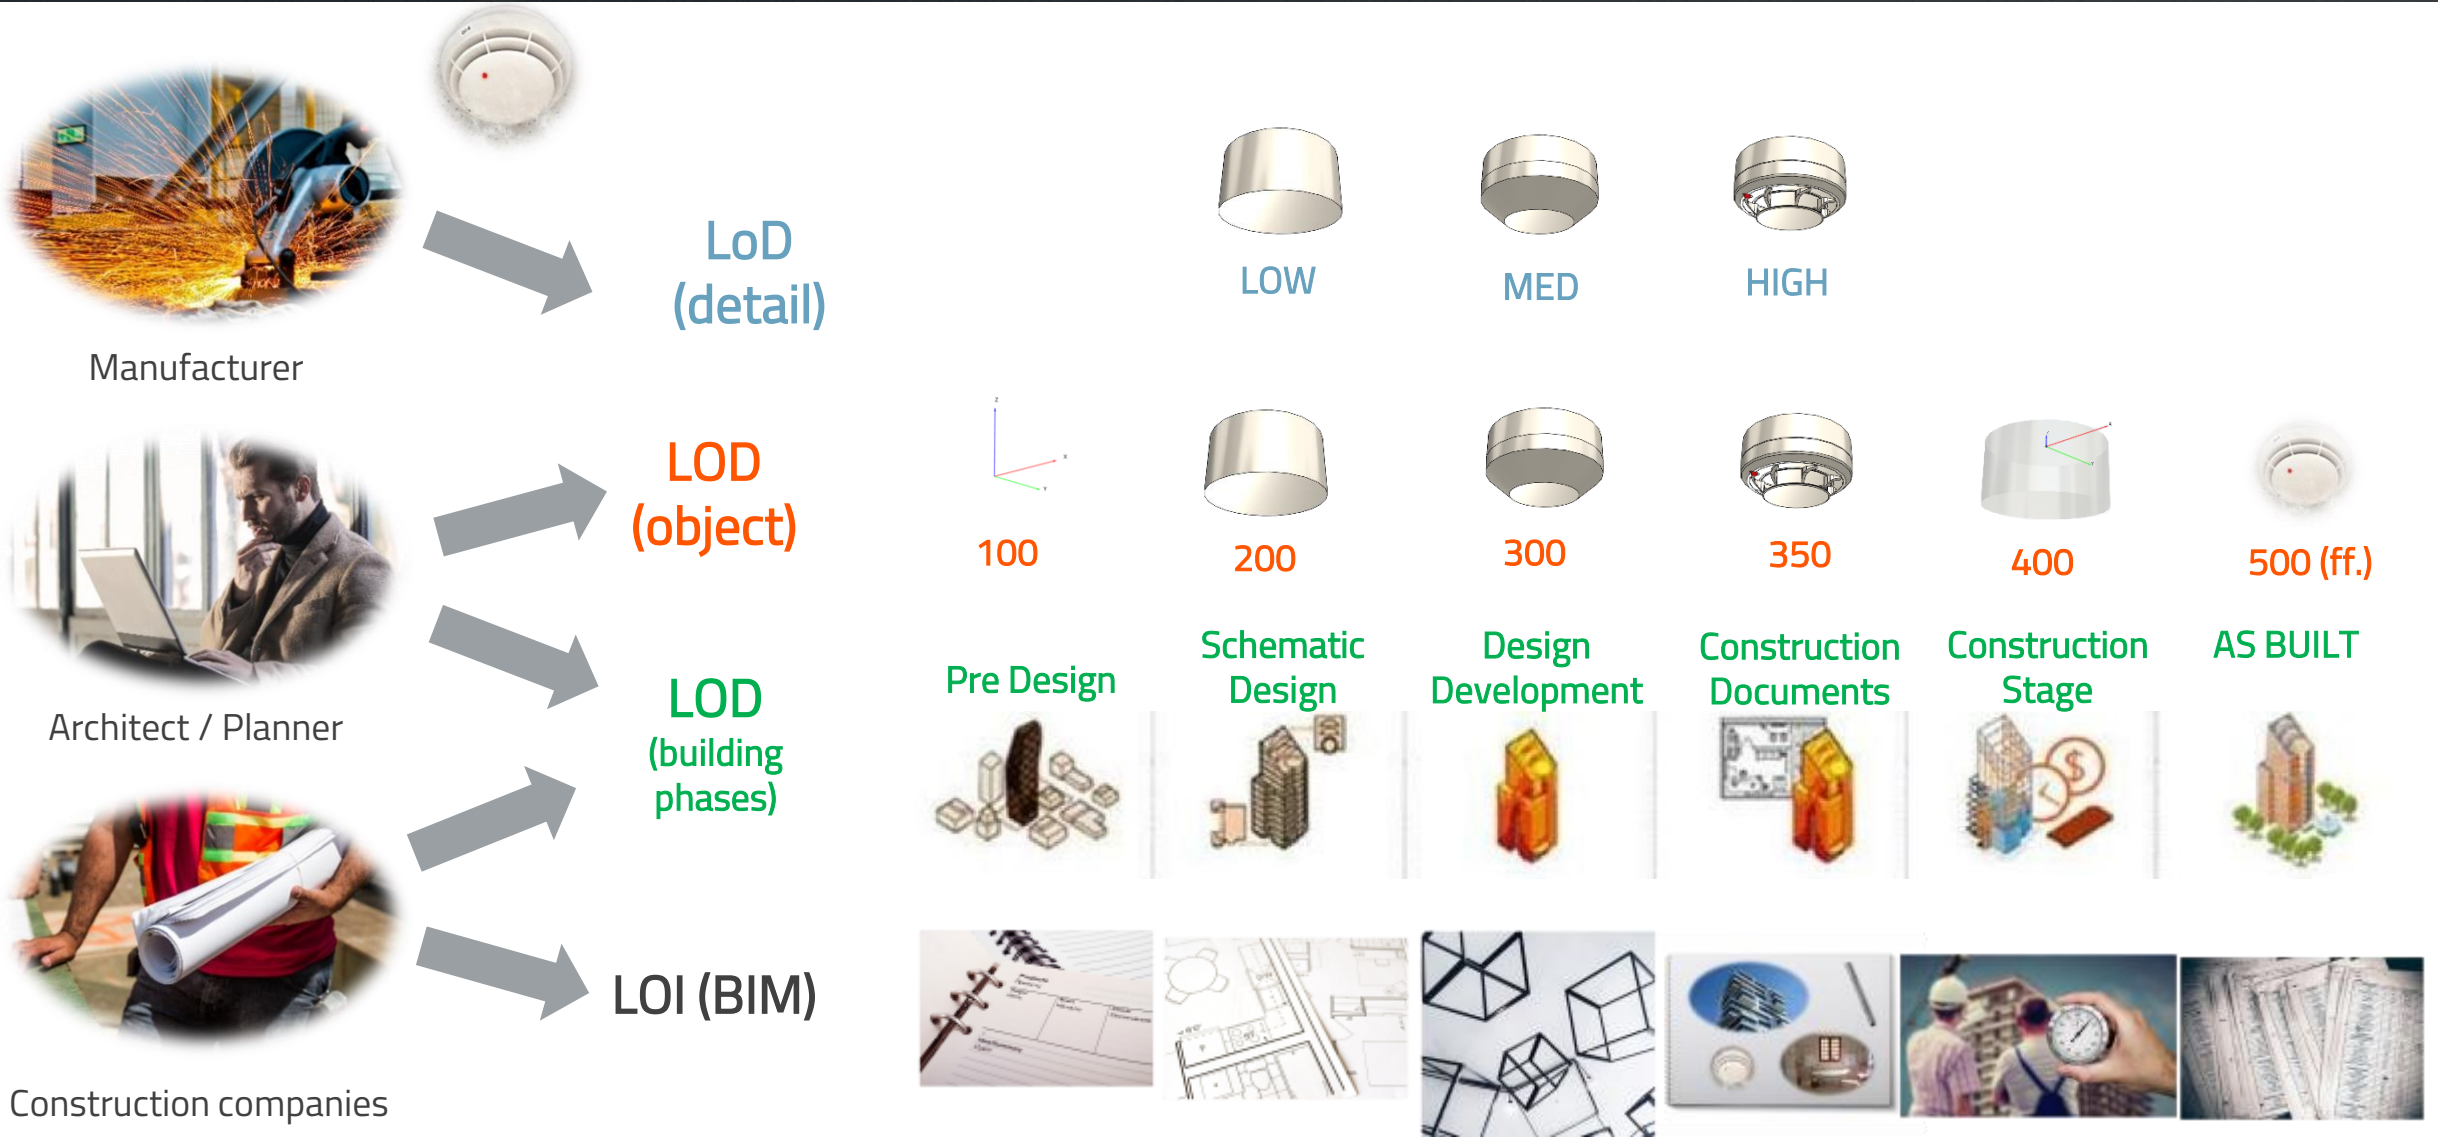 LoD
(detail)
LOW
MED
HIGH
Manufacturer
LOD
(object)
100
200
300
350
400
500 (ff.)
Architect / Planner
LOD
(building
phases)
Pre Design
Schematic
Design
Design
Development
Construction
Documents
Construction
Stage
AS BUILT
LOI (BIM)
Construction companies